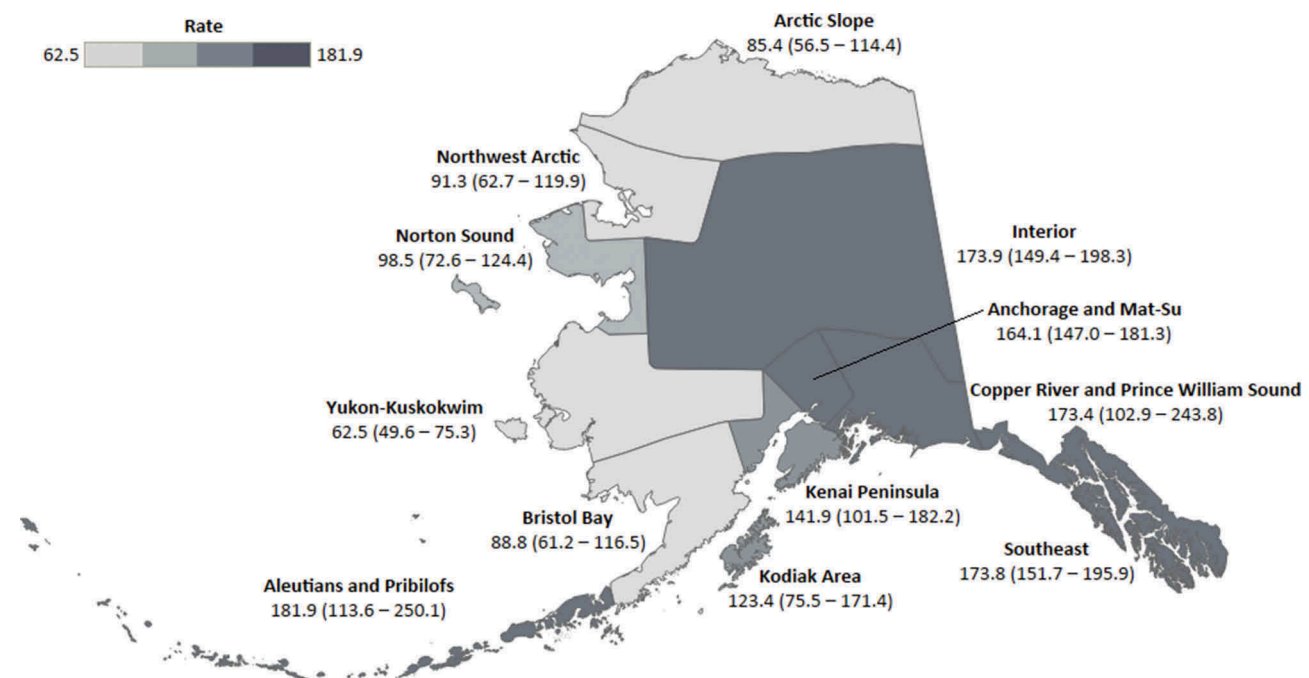 Rate
62.5
181.9
Arctic Slope
85.4 (56.5 – 114.4)
Northwest Arctic
91.3 (62.7 – 119.9)
Norton Sound
98.5 (72.6 – 124.4)
Interior
173.9 (149.4 – 198.3)
Anchorage and Mat-Su
164.1 (147.0 – 181.3)
Copper River and Prince William Sound
173.4 (102.9 – 243.8)
Yukon-Kuskokwim
62.5 (49.6 – 75.3)
Kenai Peninsula
141.9 (101.5 – 182.2)
Bristol Bay
88.8 (61.2 – 116.5)
Southeast
173.8 (151.7 – 195.9)
Kodiak Area
123.4 (75.5 – 171.4)
Aleutians and Pribilofs
181.9 (113.6 – 250.1)